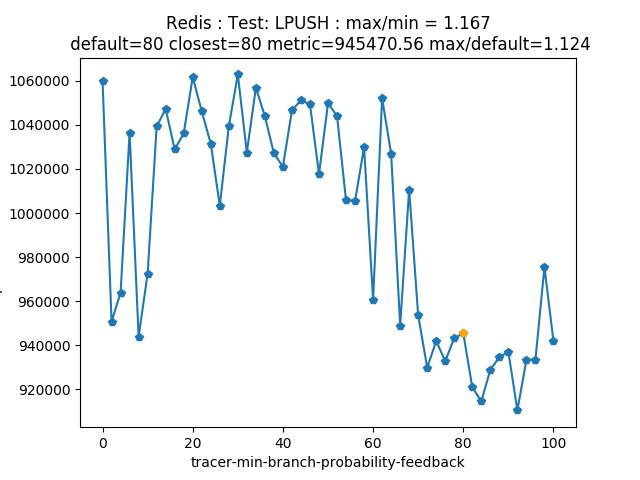 Redis : Test: LPUSH : max/min = 1.167
default=80 closest=80 metric=945470.56 max/default=1.124
1060000
1040000
1020000
1000000
980000
960000
940000
920000
0 20 40 60 80 100
tracer-min-branch-probability-feedback